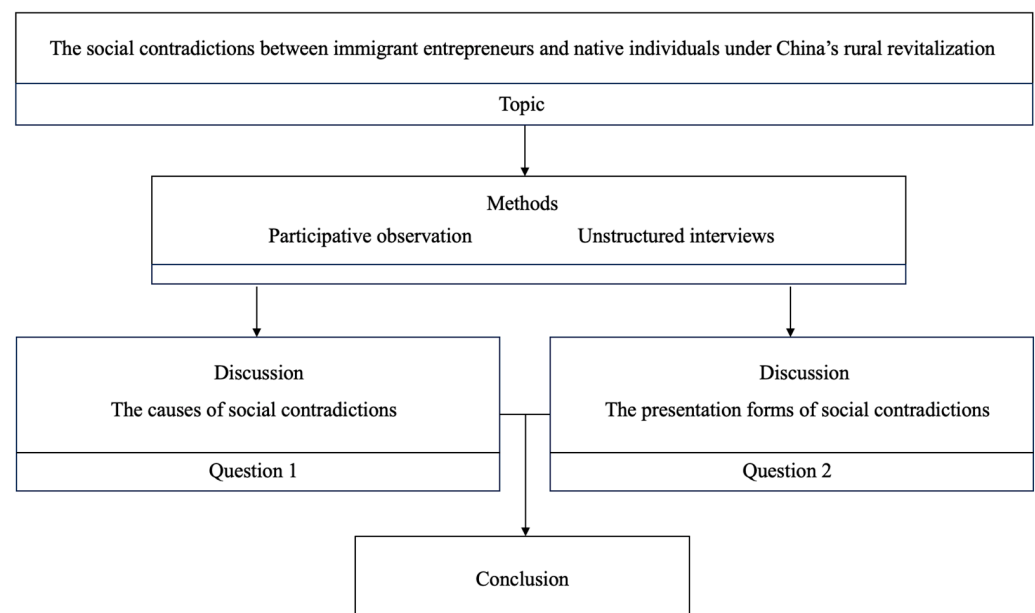 The social contradictions between immigrant entrepreneurs and native individuals under China’s rural revitalization
Topic
Methods
Participative observation Unstructured interviews
Discussion
The causes of social contradictions
Question 1
Discussion
The presentation forms of social contradictions
Question 2
Conclusion